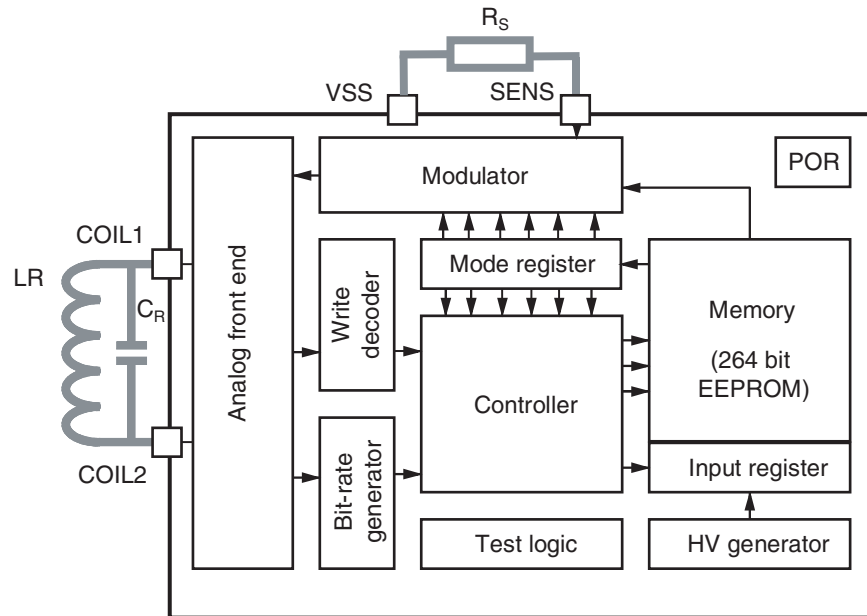 R_S
VSS
SENS
Modulator
POR
COIL1
Mode register
LR
C_R
Analog front end
Write
decoder
Memory
(264 bit
EEPROM)
Controller
COIL2
Bit-rate
generator
Input register
Test logic
HV generator